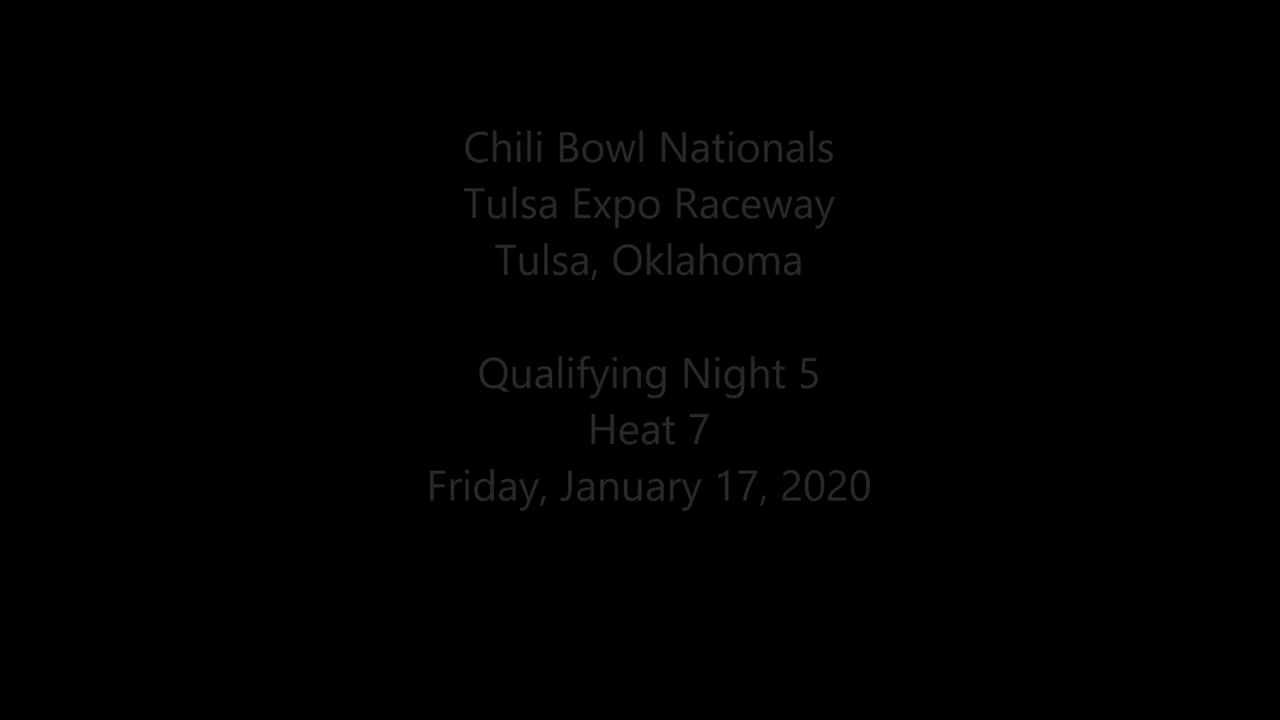 Chili Bowl Nationals
Tulsa Expo Raceway
Tulsa, Oklahoma
Qualifying Night 5
Heat 7
Friday, January 17, 2020